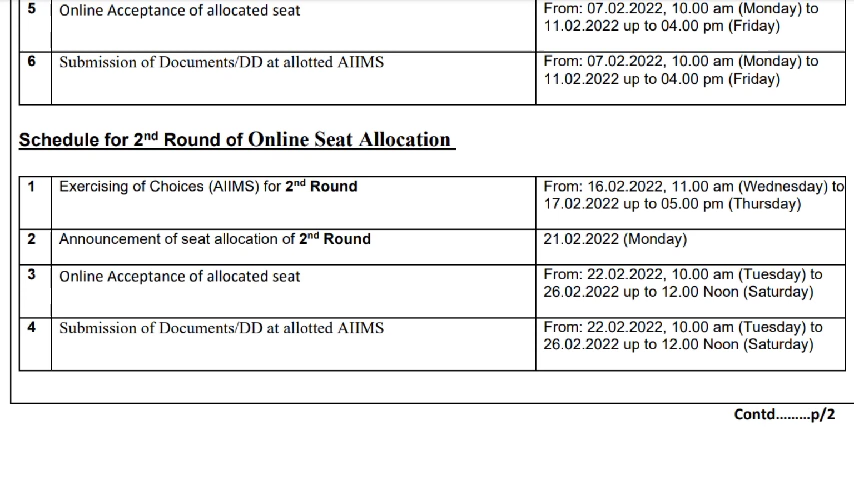 5 Online Acceptance of allocated seat From: 07.02.2022, 10.00 am (Monday) to
11.02.2022 up to 04.00 pm (Friday)
6 Submission of Documents/DD at allotted AIIMS From: 07.02.2022, 10.00 am (Monday) to
11.02.2022 up to 04.00 pm (Friday)
Schedule for 2nd Round of Online Seat Allocation
1 Exercising of Choices (AIIMS) for 2nd Round From: 16.02.2022, 11.00 am (Wednesday) to
17.02.2022 up to 05.00 pm (Thursday)
2 Announcement of seat allocation of 2nd Round 21.02.2022 (Monday)
3 Online Acceptance of allocated seat From: 22.02.2022, 10.00 am (Tuesday) to
26.02.2022 up to 12.00 Noon (Saturday)
4 Submission of Documents/DD at allotted AIIMS From: 22.02.2022, 10.00 am (Tuesday) to
26.02.2022 up to 12.00 Noon (Saturday)
Contd.........p/2